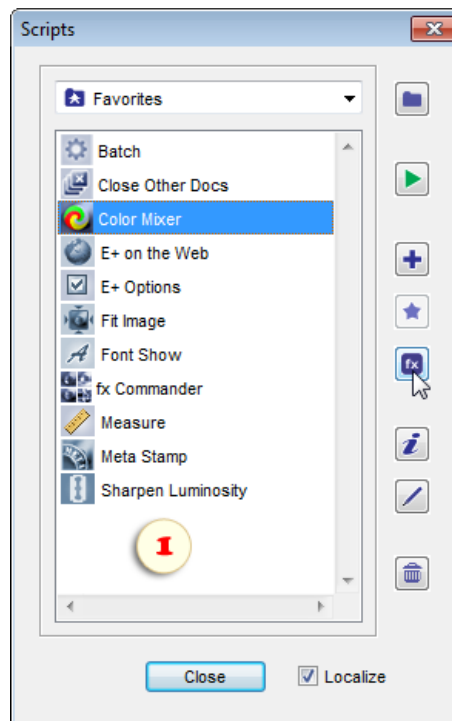 Scripts
Favorites
Batch
Close Other Docs
Color Mixer
E+ on the Web
E+ Options
Fit Image
Font Show
fx Commander
Measure
Meta Stamp
Sharpen Luminosity
fx
i
1
Close
Localize